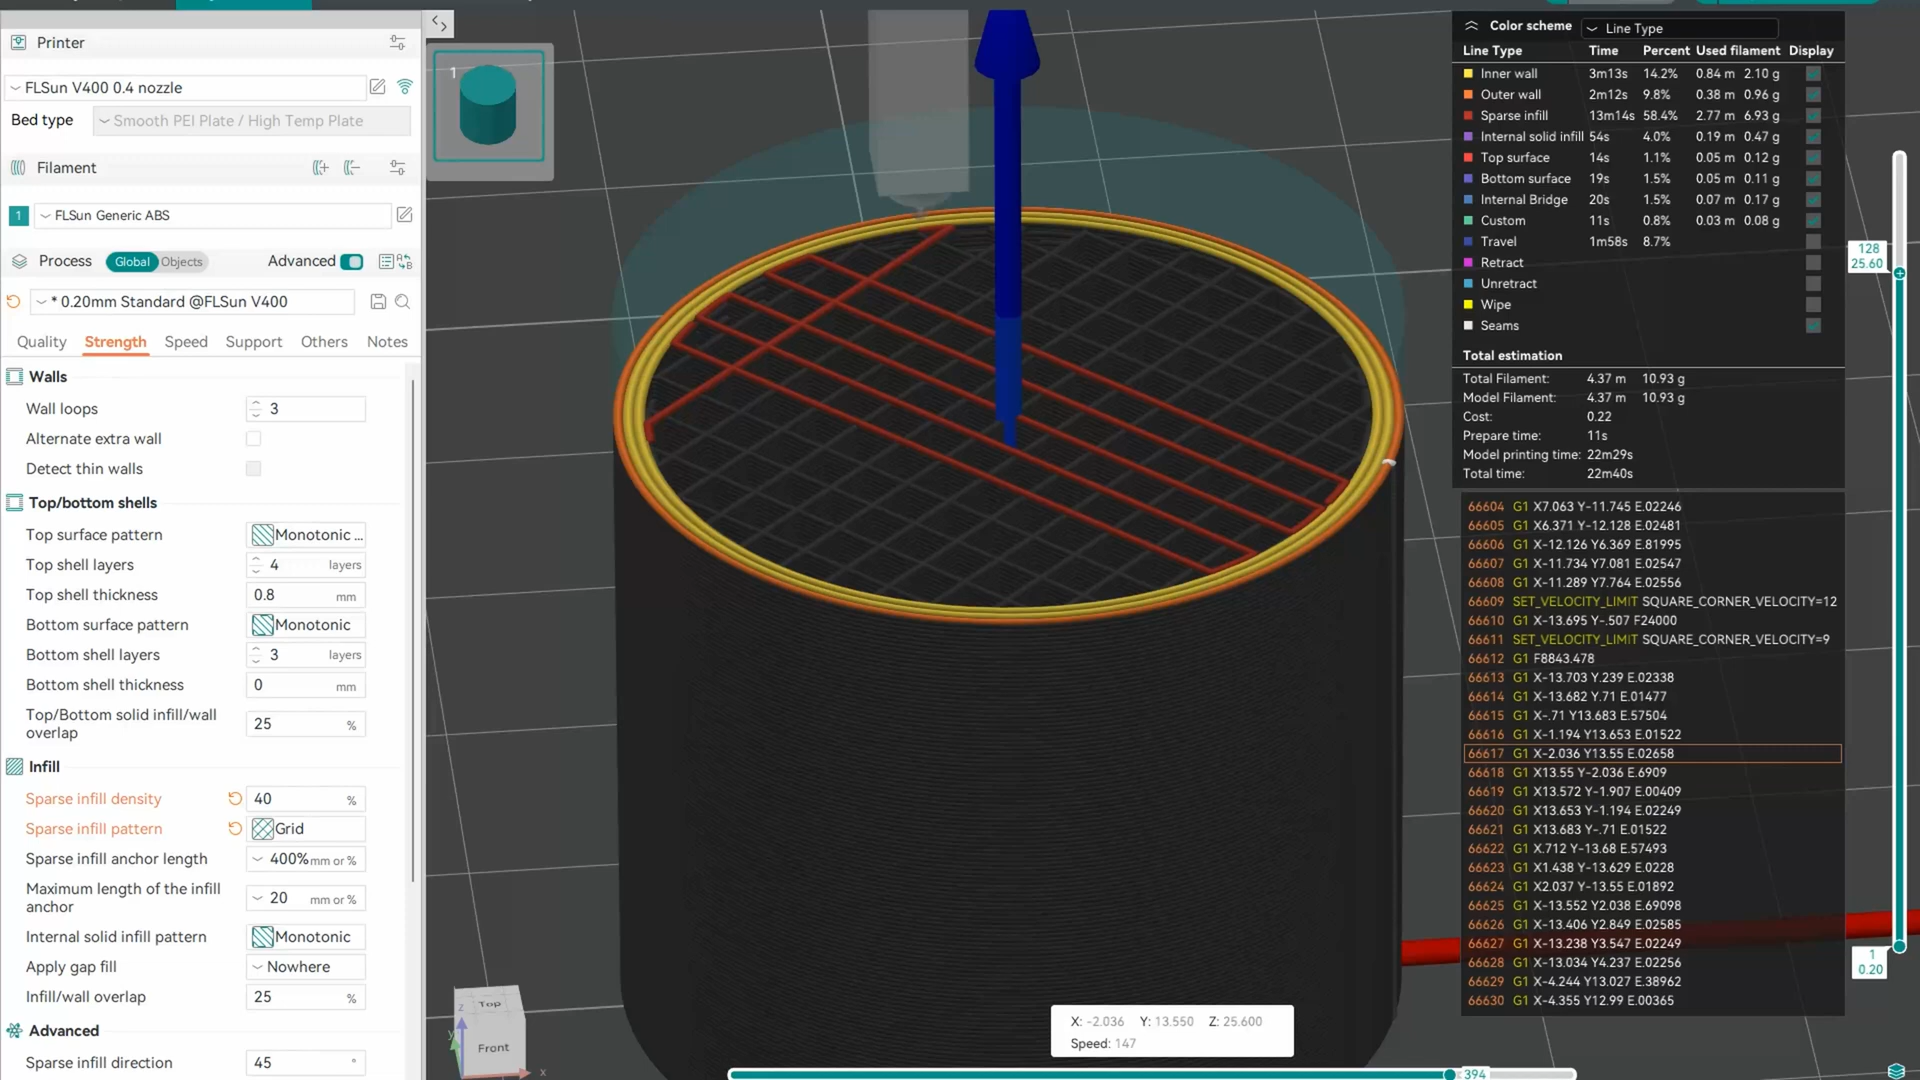 Printer
FLSun V400 0.4 nozzle
Bed type
Smooth PEI Plate / High Temp Plate
Filament
1
FLSun Generic ABS
Process
Global
Objects
Advanced
* 0.20mm Standard @FLSun V400
Quality
Strength
Speed
Support
Others
Notes
Walls
Wall loops
3
Alternate extra wall
Detect thin walls
Top/bottom shells
Top surface pattern
Monotonic ...
Top shell layers
4
layers
Top shell thickness
0.8
mm
Bottom surface pattern
Monotonic
Bottom shell layers
3
layers
Bottom shell thickness
0
mm
Top/Bottom solid infill/wall
overlap
25
%
Infill
Sparse infill density
40
%
Sparse infill pattern
Grid
Sparse infill anchor length
400% mm or %
Maximum length of the infill
anchor
20
mm or %
Internal solid infill pattern
Monotonic
Apply gap fill
Nowhere
Infill/wall overlap
25
%
Advanced
Sparse infill direction
45
°
1
Top
Front
z
y
x
X: -2.036 Y: 13.550 Z: 25.600
Speed: 147
394
Color scheme
Line Type
Line Type Time Percent Used filament Display
Inner wall 3m13s 14.2% 0.84 m 2.10 g
Outer wall 2m12s 9.8% 0.38 m 0.96 g
Sparse infill 13m14s 58.4% 2.77 m 6.93 g
Internal solid infill 54s 4.0% 0.19 m 0.47 g
Top surface 14s 1.1% 0.05 m 0.12 g
Bottom surface 19s 1.5% 0.05 m 0.11 g
Internal Bridge 20s 1.5% 0.07 m 0.17 g
Custom 11s 0.8% 0.03 m 0.08 g
Travel 1m58s 8.7%
Retract
Unretract
Wipe
Seams
Total estimation
Total Filament: 4.37 m 10.93 g
Model Filament: 4.37 m 10.93 g
Cost: 0.22
Prepare time: 11s
Model printing time: 22m29s
Total time: 22m40s
66604 G1 X7.063 Y-11.745 E.02246
66605 G1 X6.371 Y-12.128 E.02481
66606 G1 X-12.126 Y6.369 E.81995
66607 G1 X-11.734 Y7.081 E.02547
66608 G1 X-11.289 Y7.764 E.02556
66609 SET_VELOCITY_LIMIT SQUARE_CORNER_VELOCITY=12
66610 G1 X-13.695 Y-.507 F24000
66611 SET_VELOCITY_LIMIT SQUARE_CORNER_VELOCITY=9
66612 G1 F8843.478
66613 G1 X-13.703 Y.239 E.02338
66614 G1 X-13.682 Y.71 E.01477
66615 G1 X-.71 Y13.683 E.57504
66616 G1 X-1.194 Y13.653 E.01522
66617 G1 X-2.036 Y13.55 E.02658
66618 G1 X13.55 Y-2.036 E.6909
66619 G1 X13.572 Y-1.907 E.00409
66620 G1 X13.653 Y-1.194 E.02249
66621 G1 X13.683 Y-.71 E.01522
66622 G1 X.712 Y-13.68 E.57493
66623 G1 X1.438 Y-13.629 E.0228
66624 G1 X2.037 Y-13.55 E.01892
66625 G1 X-13.552 Y2.038 E.69098
66626 G1 X-13.406 Y2.849 E.02585
66627 G1 X-13.238 Y3.547 E.02249
66628 G1 X-13.034 Y4.237 E.02256
66629 G1 X-4.244 Y13.027 E.38962
66630 G1 X-4.355 Y12.99 E.00365
128
25.60
1
0.20